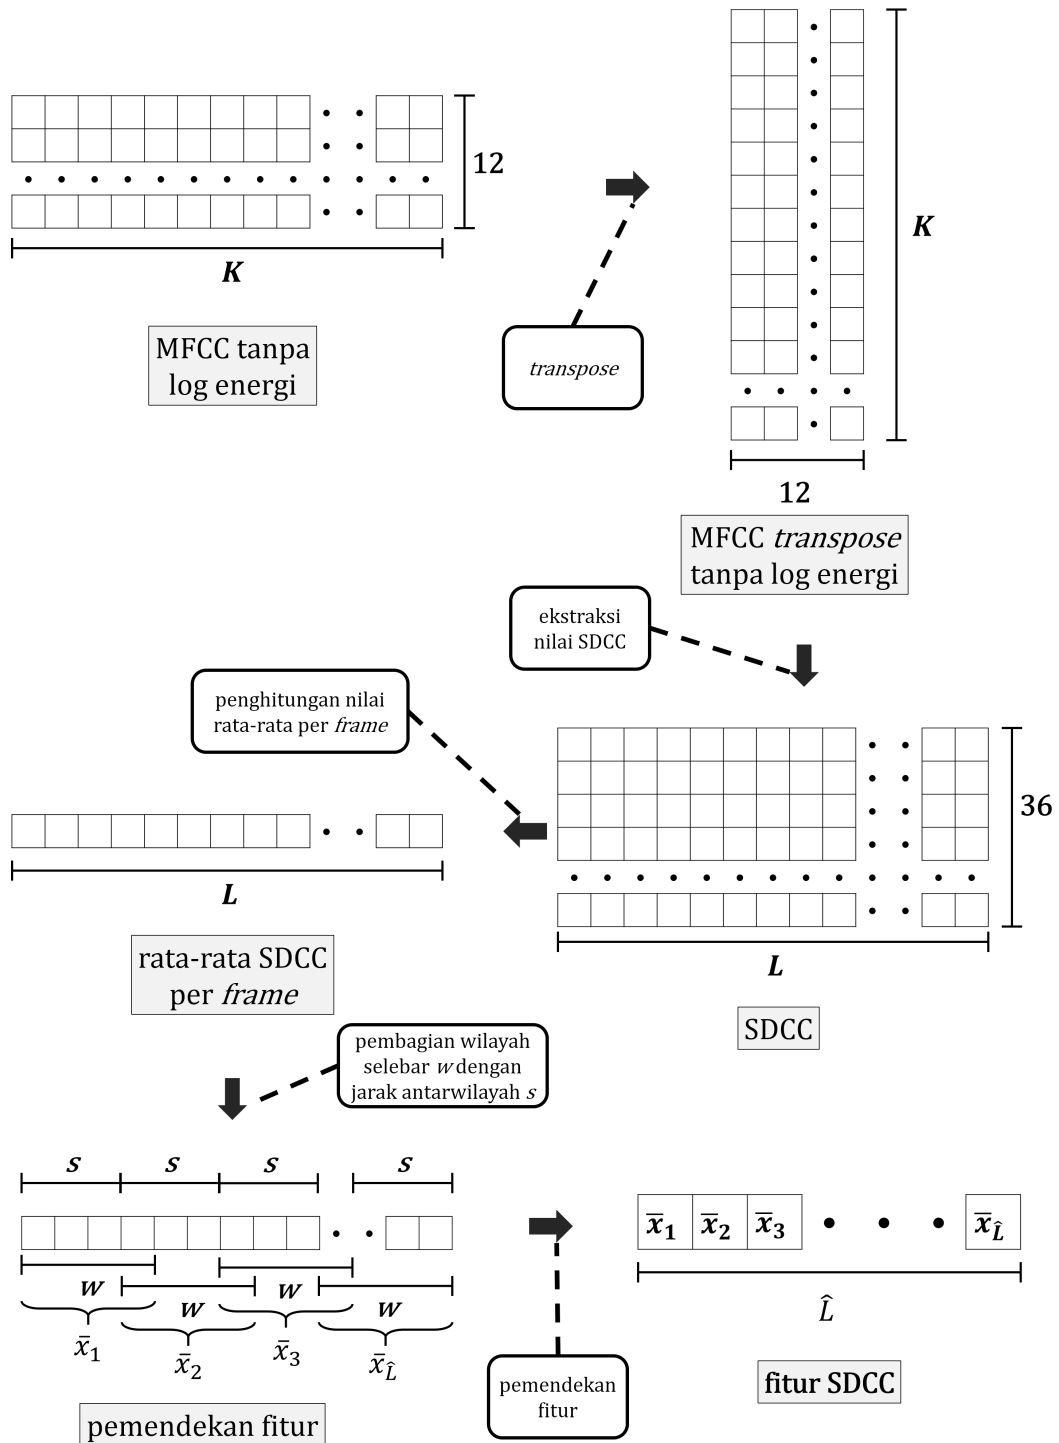 12
K
MFCC tanpa
log energi
transpose
K
12
MFCC transpose
tanpa log energi
ekstraksi
nilai SDCC
penghitungan nilai
rata-rata per frame
36
L
SDCC
L
rata-rata SDCC
per frame
pembagian wilayah
selebar w dengan
jarak antarwilayah s
s s s s
w w w w
x̄₁ x̄₂ x̄₃ x̄_L̂
pemendekan fitur
pemendekan
fitur
x̄₁ x̄₂ x̄₃ x̄_L̂
L̂
fitur SDCC